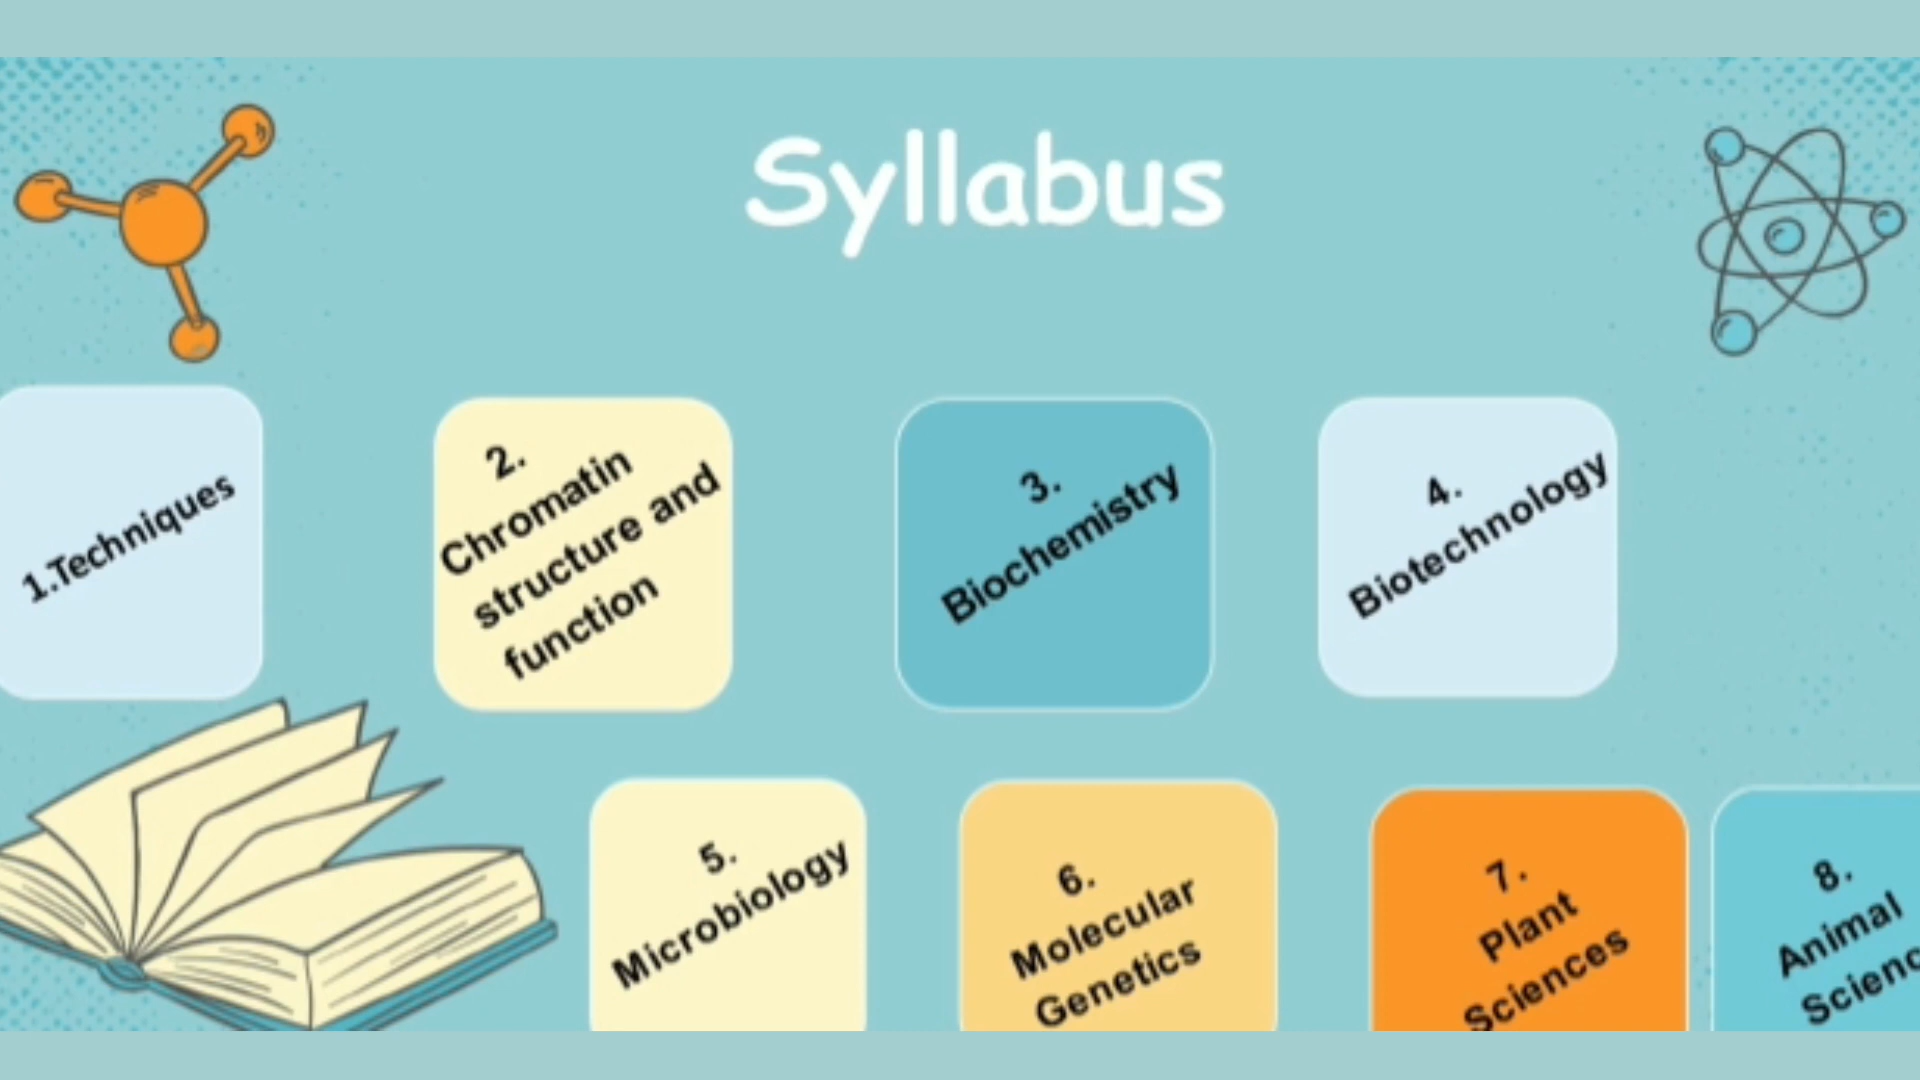 Syllabus
1.Techniques
2.
Chromatin
structure and
function
3.
Biochemistry
4.
Biotechnology
5.
Microbiology
6.
Molecular
Genetics
7.
Plant
Sciences
8.
Animal